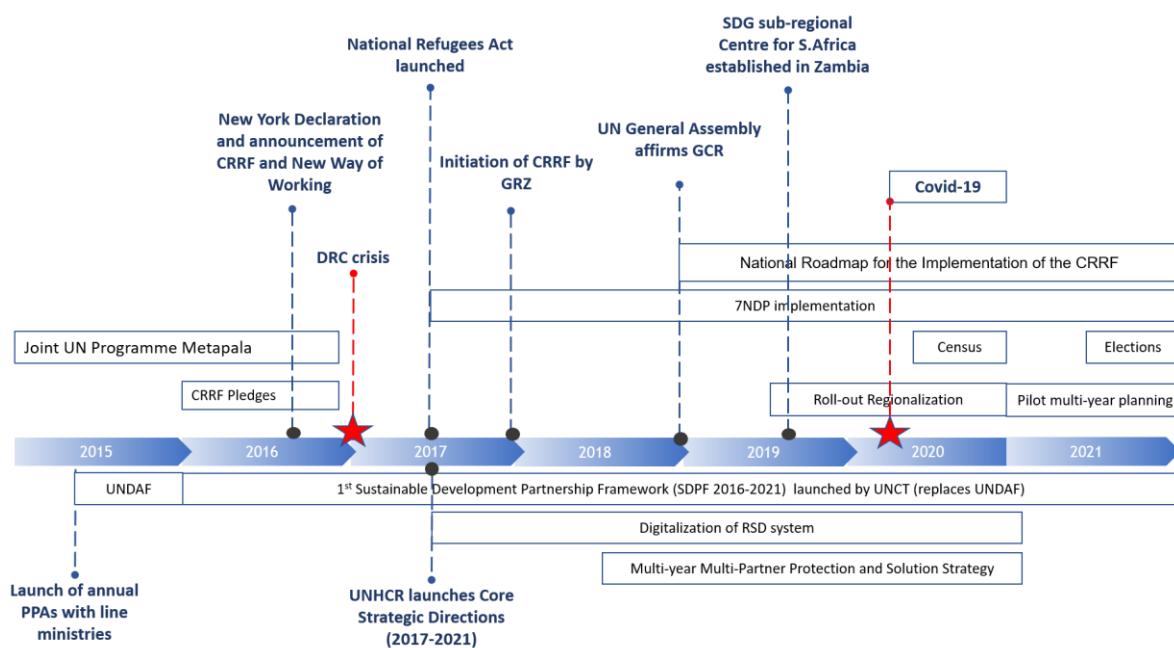 SDG sub-regional
Centre for S.Africa
established in Zambia
National Refugees Act
launched
New York Declaration
and announcement of
CRRF and New Way of
Working
UN General Assembly
affirms GCR
Initiation of CRRF by
GRZ
Covid-19
DRC crisis
National Roadmap for the Implementation of the CRRF
7NDP implementation
Joint UN Programme Metapala
Census
Elections
CRRF Pledges
Roll-out Regionalization
Pilot multi-year planning
2015
2016
2017
2018
2019
2020
2021
UNDAF
1st Sustainable Development Partnership Framework (SDPF 2016-2021) launched by UNCT (replaces UNDAF)
Digitalization of RSD system
Multi-year Multi-Partner Protection and Solution Strategy
Launch of annual
PPAs with line
ministries
UNHCR launches Core
Strategic Directions
(2017-2021)